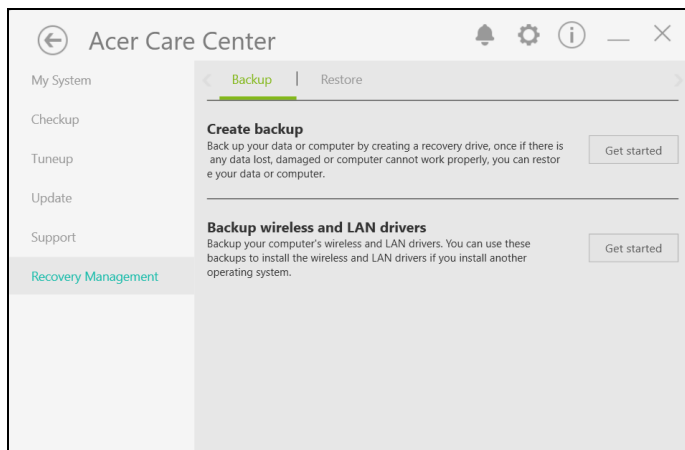 Acer Care Center
My System
Checkup
Tuneup
Update
Support
Recovery Management
Backup | Restore
Create backup
Back up your data or computer by creating a recovery drive, once if there is
any data lost, damaged or computer cannot work properly, you can restor
e your data or computer.
Get started
Backup wireless and LAN drivers
Backup your computer's wireless and LAN drivers. You can use these
backups to install the wireless and LAN drivers if you install another
operating system.
Get started